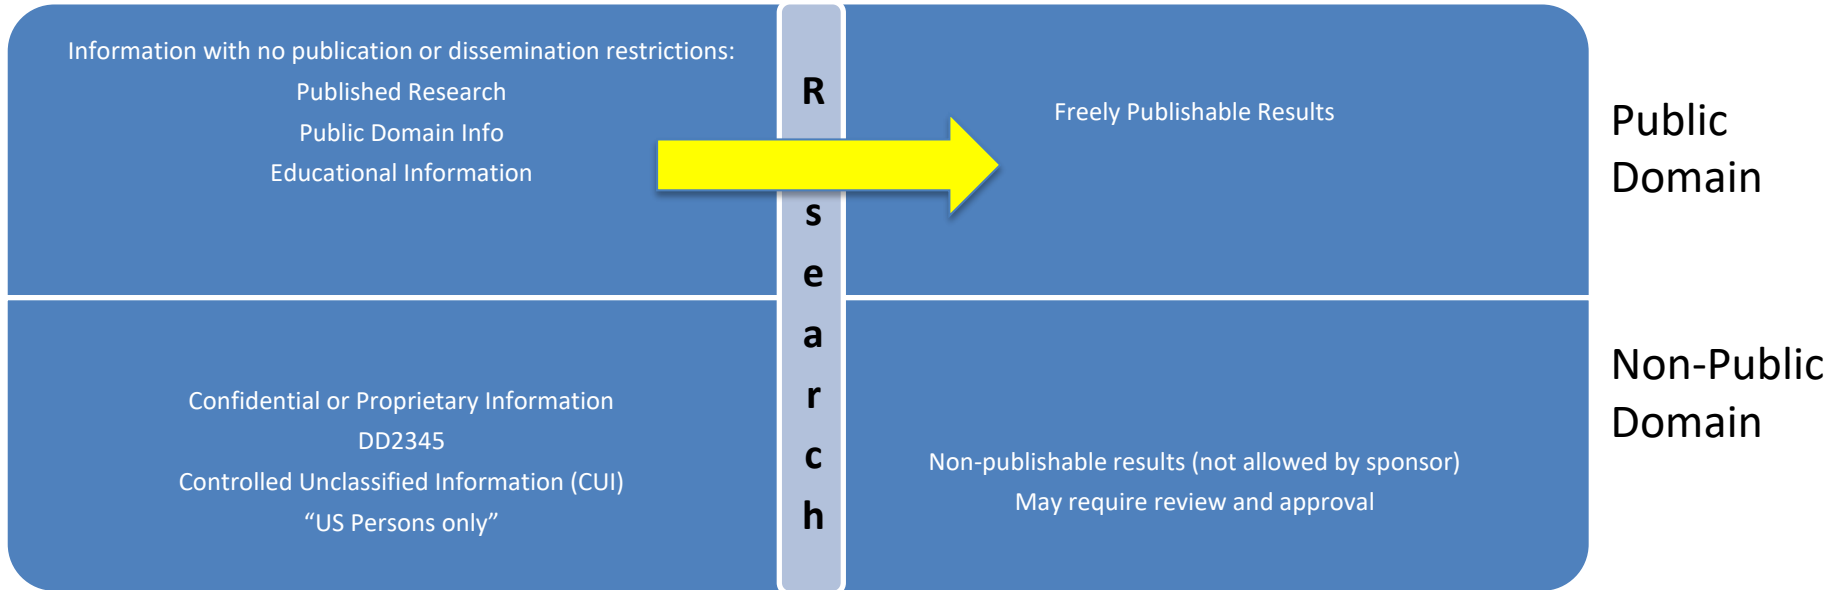 Information with no publication or dissemination restrictions:
Published Research
Public Domain Info
Educational Information
R
s
e
a
r
c
h
Freely Publishable Results
Public
Domain
Confidential or Proprietary Information
DD2345
Controlled Unclassified Information (CUI)
“US Persons only”
Non-publishable results (not allowed by sponsor)
May require review and approval
Non-Public
Domain